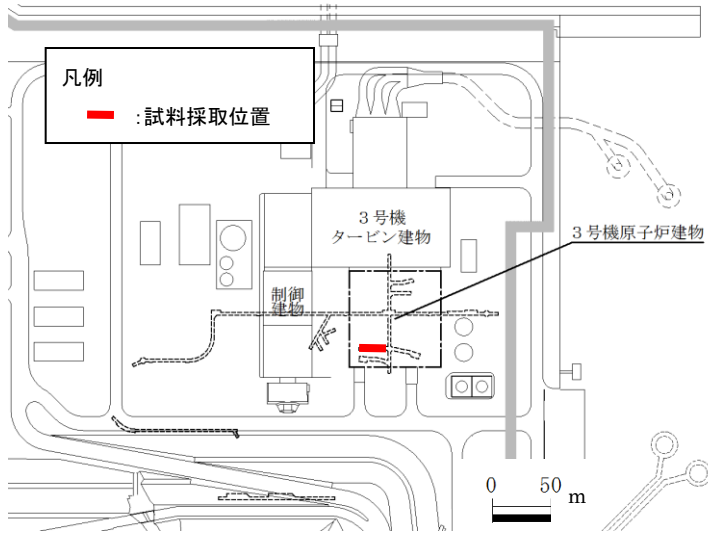 凡例
:試料採取位置
3号機
タービン建物
3号機原子炉建物
制御
建物
0 50 m